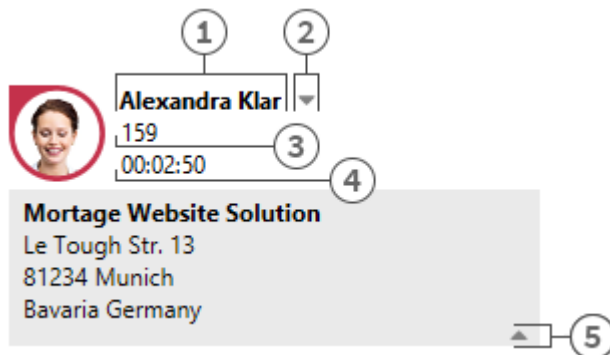 1 2
Alexandra Klar
159
3
00:02:50
4
Mortage Website Solution
Le Tough Str. 13
81234 Munich
Bavaria Germany
5